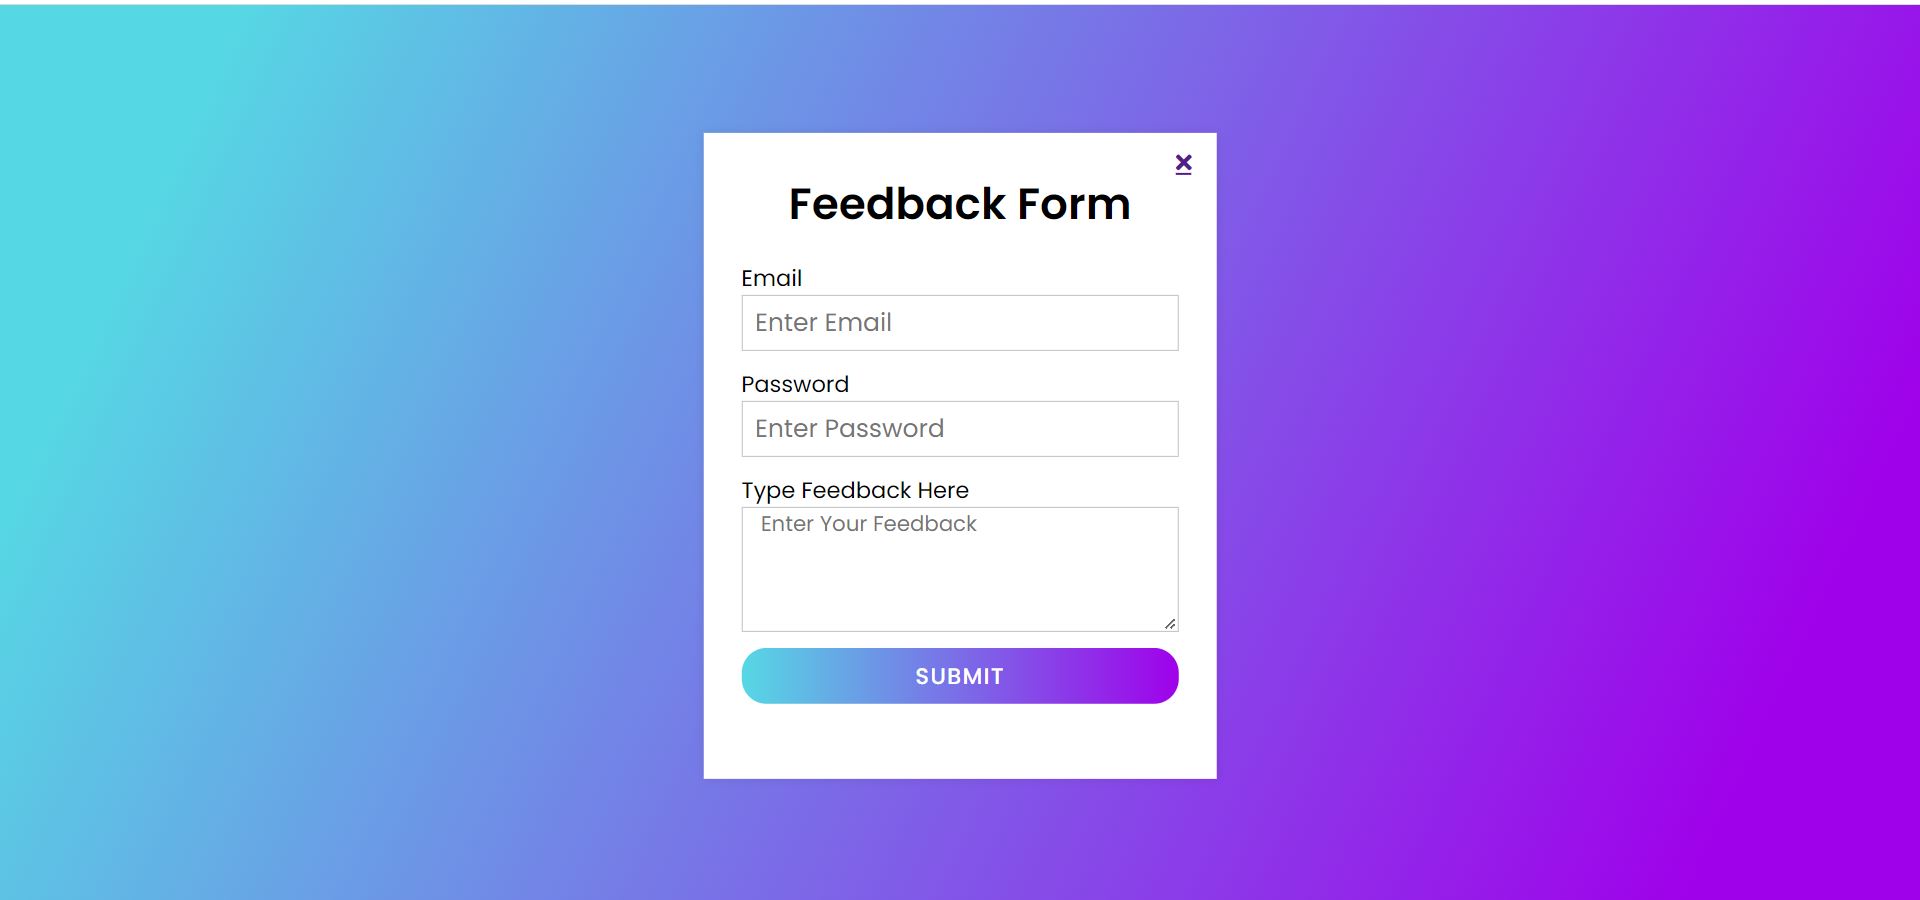 Feedback Form
Email
Enter Email
Password
Enter Password
Type Feedback Here
Enter Your Feedback
SUBMIT